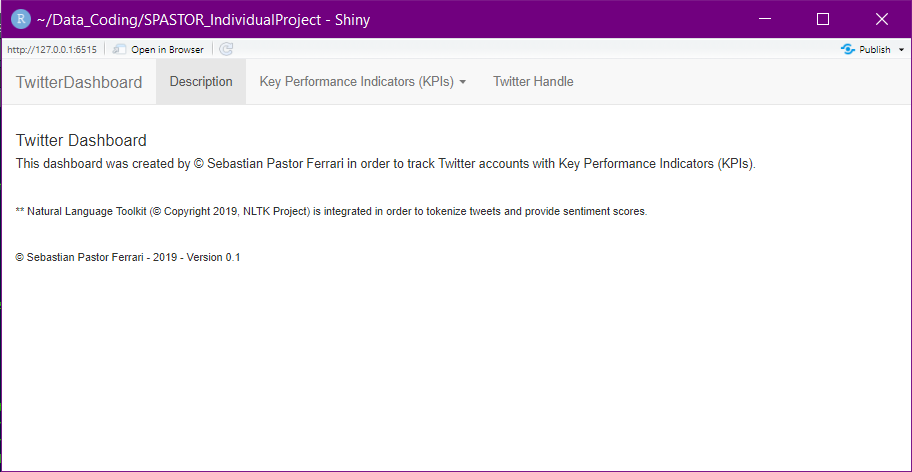 R ~/Data_Coding/SPASTOR_IndividualProject - Shiny
http://127.0.0.1:6515 Open in Browser Publish
TwitterDashboard Description Key Performance Indicators (KPIs) Twitter Handle
Twitter Dashboard
This dashboard was created by © Sebastian Pastor Ferrari in order to track Twitter accounts with Key Performance Indicators (KPIs).
** Natural Language Toolkit (© Copyright 2019, NLTK Project) is integrated in order to tokenize tweets and provide sentiment scores.
© Sebastian Pastor Ferrari - 2019 - Version 0.1